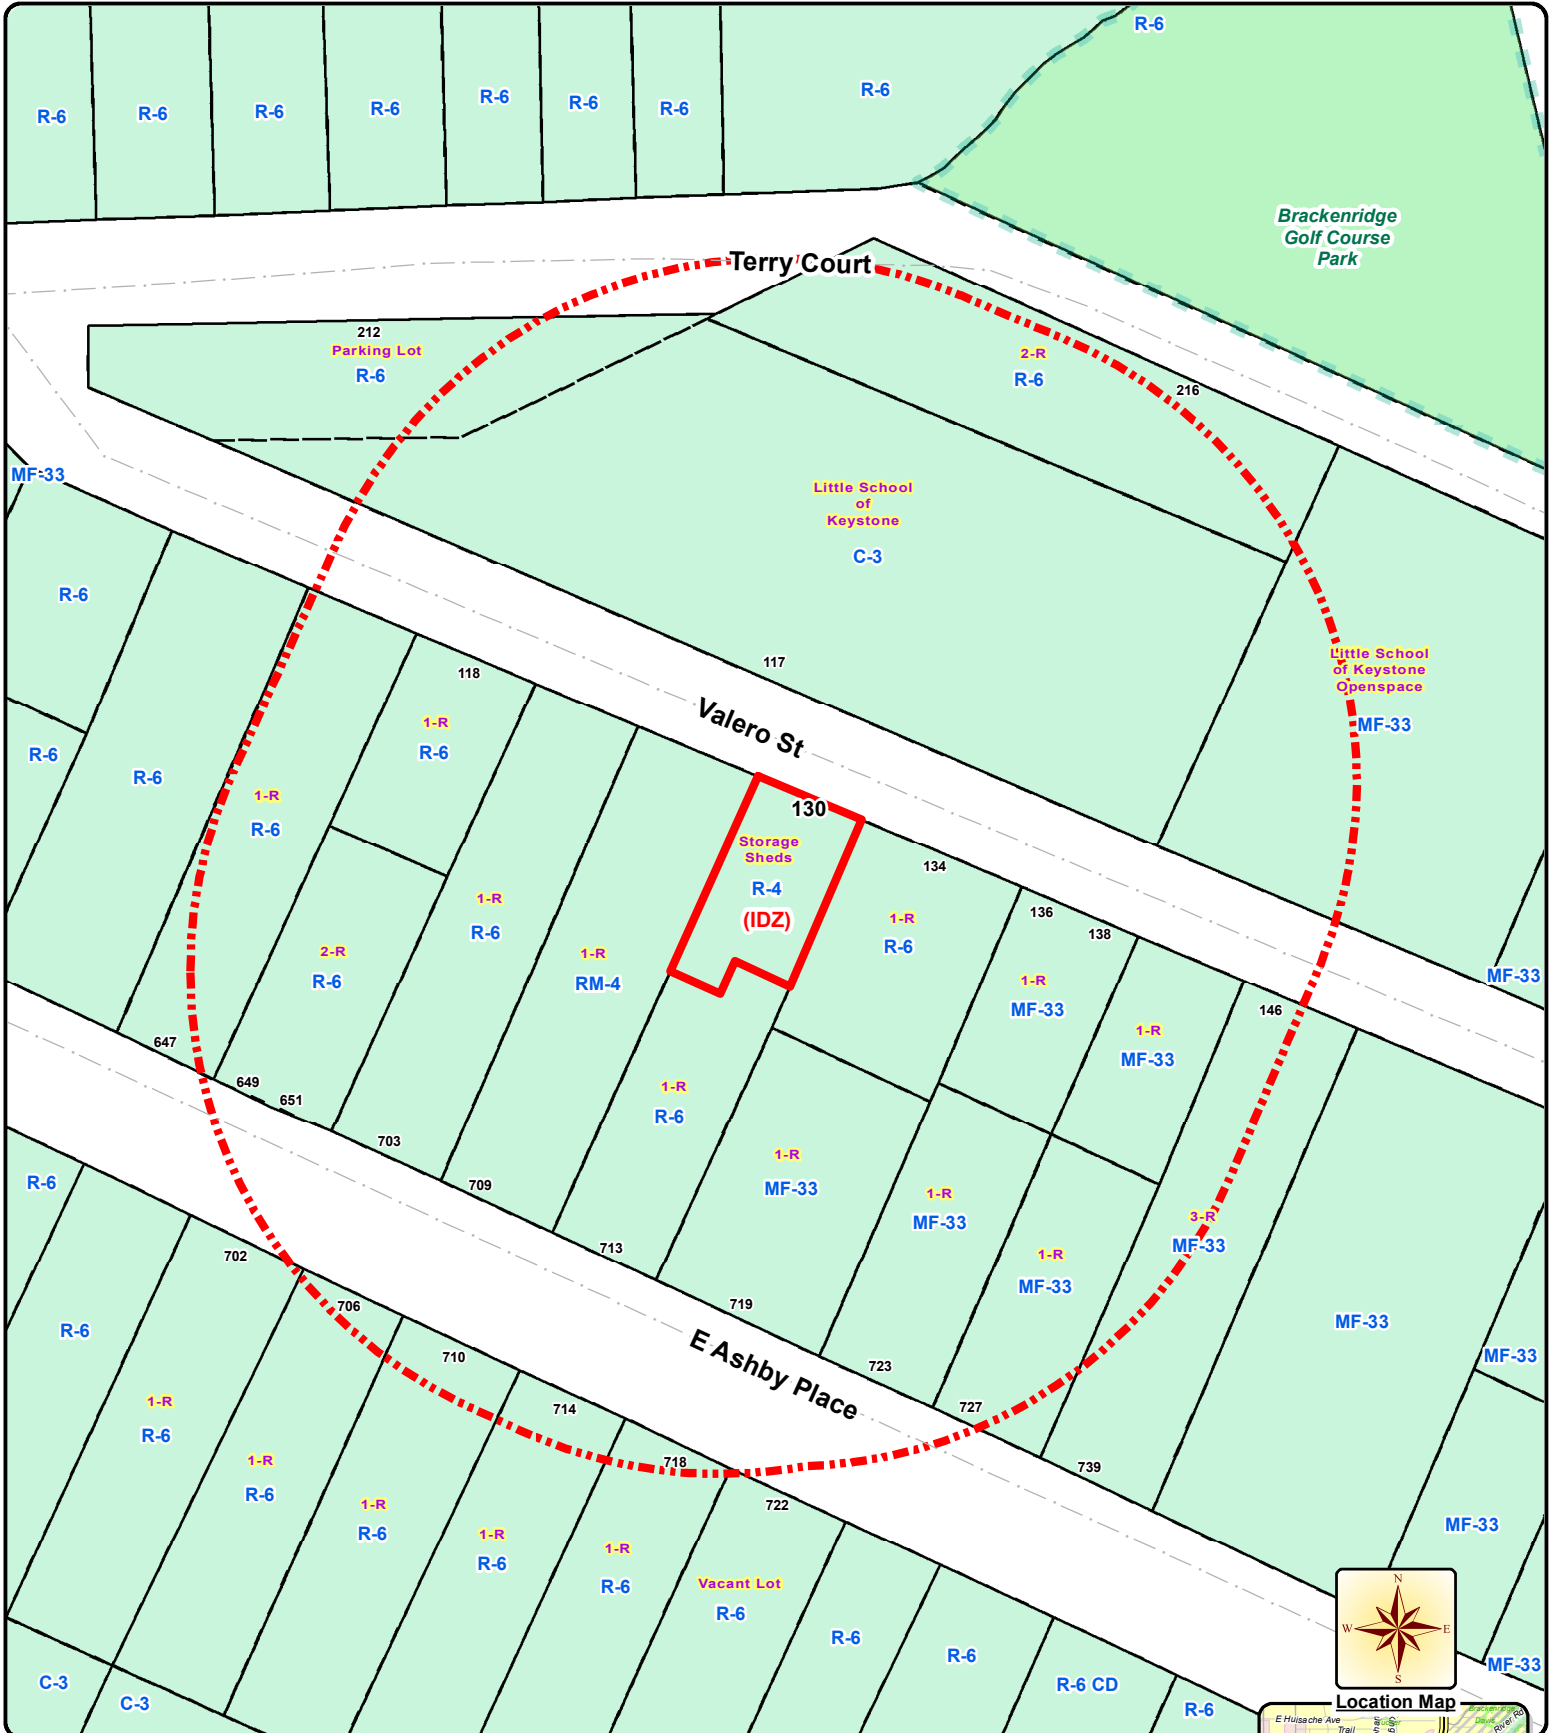 R-6
R-6
R-6
R-6
R-6
R-6
R-6
R-6
R-6
Brackenridge
Golf Course
Park
Terry Court
212
Parking Lot
R-6
2-R
R-6
216
MF-33
Little School
of
Keystone
C-3
R-6
117
Little School
of Keystone
Openspace
MF-33
118
1-R
R-6
Valero St
R-6
R-6
1-R
R-6
130
Storage
Sheds
R-4
(IDZ)
134
1-R
R-6
1-R
R-6
136
138
2-R
R-6
1-R
RM-4
1-R
MF-33
MF-33
146
1-R
MF-33
647
649
651
1-R
R-6
703
709
1-R
MF-33
1-R
MF-33
3-R
MF-33
R-6
702
713
1-R
MF-33
706
719
R-6
MF-33
MF-33
710
E Ashby Place
723
1-R
R-6
714
727
1-R
R-6
718
739
722
1-R
R-6
1-R
R-6
1-R
R-6
MF-33
Vacant Lot
R-6
R-6
R-6
N
W
E
S
C-3
C-3
R-6 CD
R-6
MF-33
Location Map
E Huisache Ave
Trail
Brackenridge
Davis
River Rd